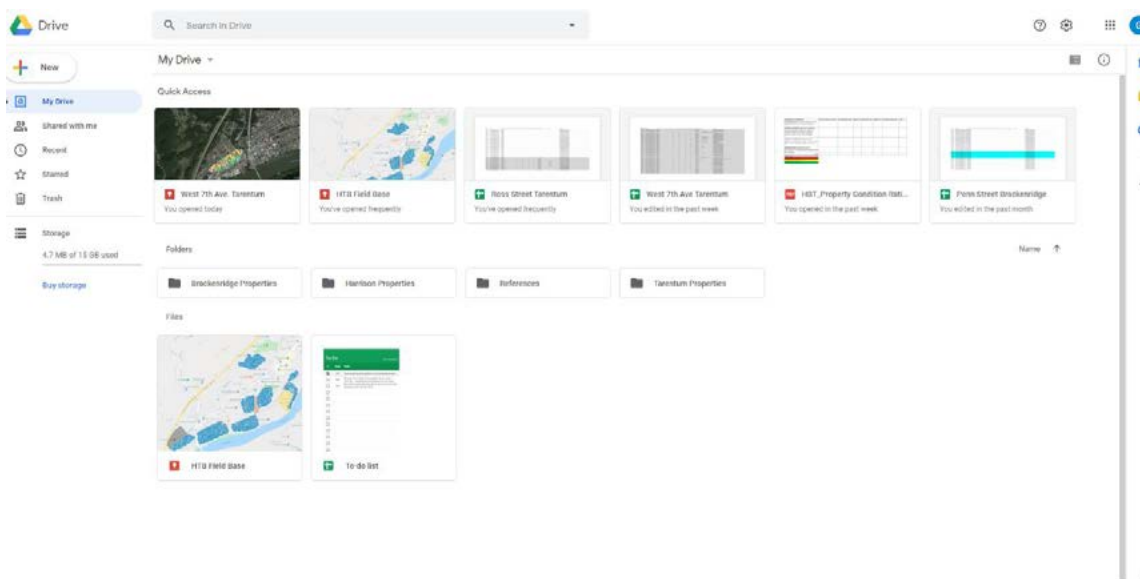 Drive
Search in Drive
New
My Drive
Shared with me
Recent
Starred
Trash
Storage
4.7 MB of 15 GB used
Buy storage
My Drive
Quick Access
West 7th Ave. Tarentum
You opened today
HTB Field Base
You've opened frequently
Ross Street Tarentum
You've opened frequently
West 7th Ave Tarentum
You edited in the past week
HBT_Property Condition Rati...
You opened in the past week
Penn Street Brackenridge
You edited in the past month
Folders
Name
Brackenridge Properties
Harrison Properties
References
Tarentum Properties
Files
HTB Field Base
To-do list